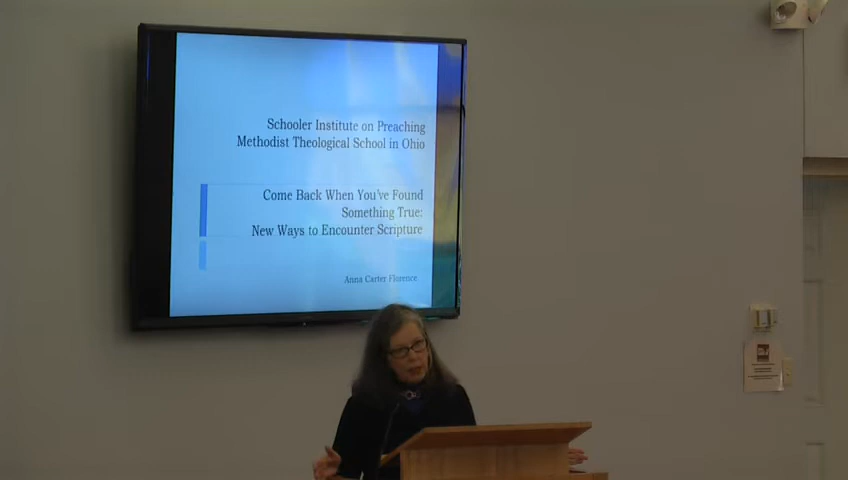 Schooler Institute on Preaching
Methodist Theological School in Ohio
Come Back When You've Found
Something True:
New Ways to Encounter Scripture
Anna Carter Florence